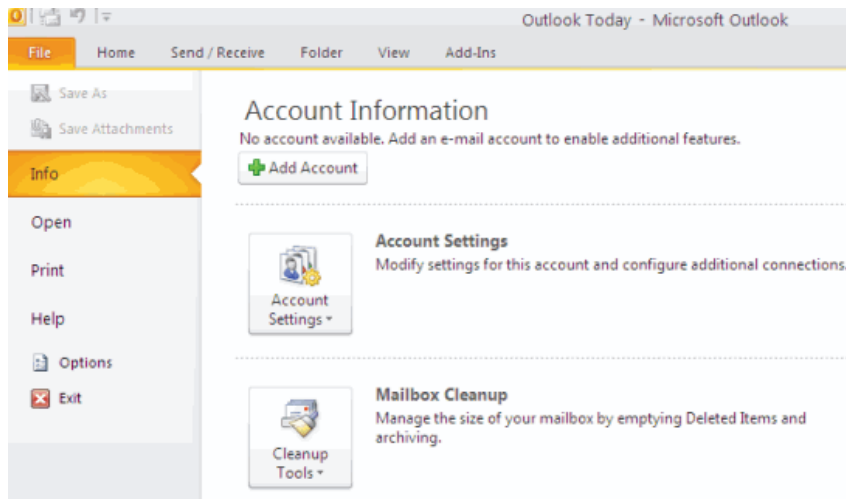 Outlook Today - Microsoft Outlook
File Home Send / Receive Folder View Add-Ins
Save As
Save Attachments
Info
Open
Print
Help
Options
Exit
Account Information
No account available. Add an e-mail account to enable additional features.
Add Account
Account Settings
Modify settings for this account and configure additional connections.
Account
Settings
Mailbox Cleanup
Manage the size of your mailbox by emptying Deleted Items and
archiving.
Cleanup
Tools